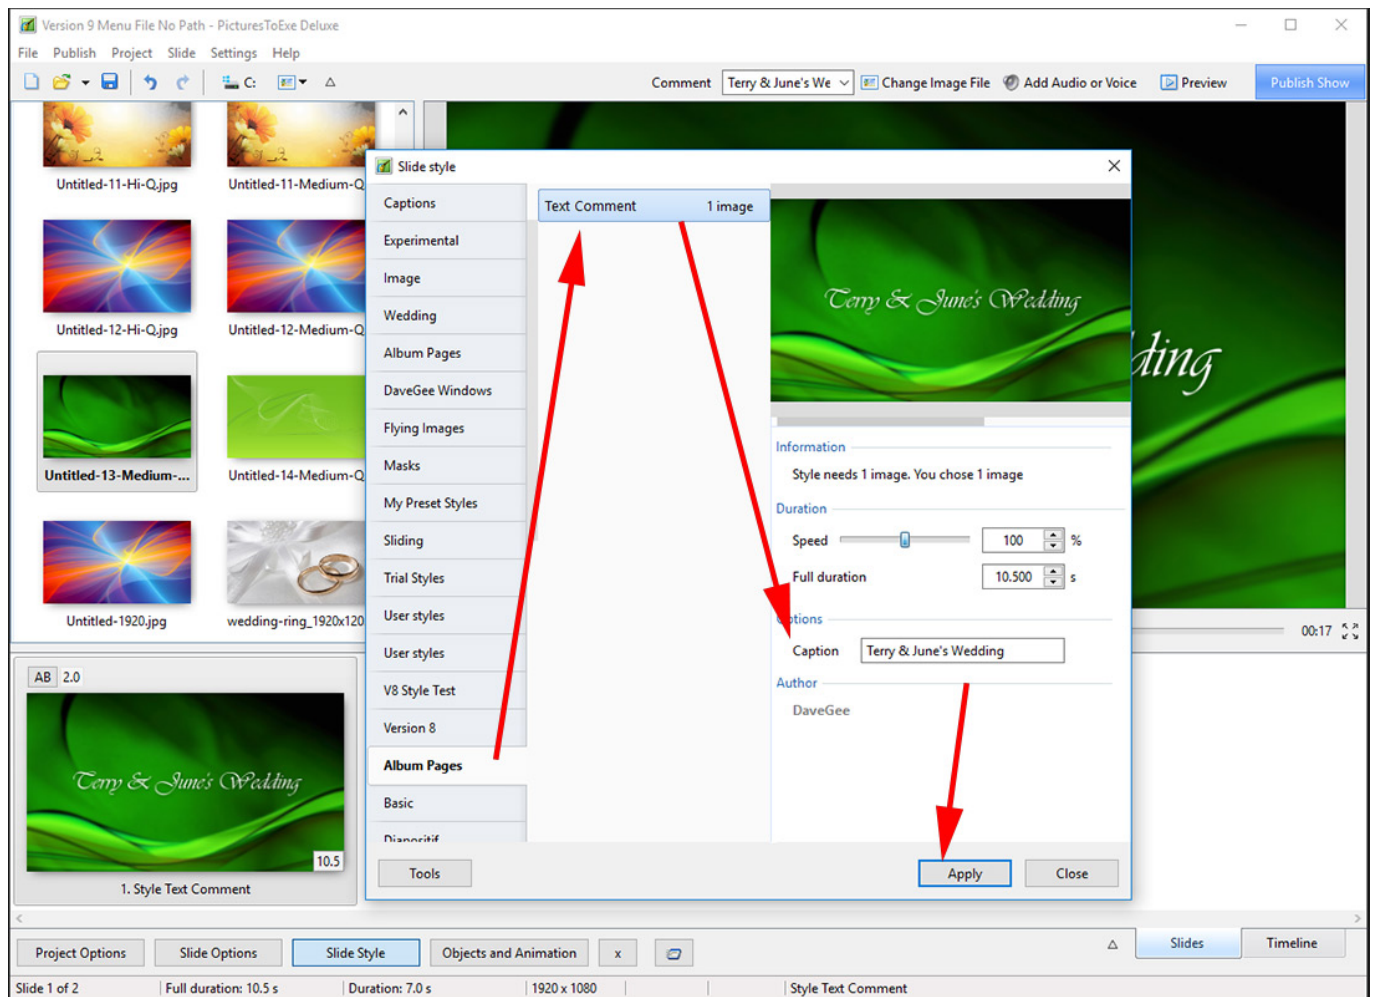 Version 9 Menu File No Path - PicturesToExe Deluxe
File Publish Project Slide Settings Help
C: Comment Terry & June's We Change Image File Add Audio or Voice Preview Publish Show
Untitled-11-Hi-Q.jpg Untitled-11-Medium-Q
Untitled-12-Hi-Q.jpg Untitled-12-Medium-Q
Untitled-13-Medium-... Untitled-14-Medium-Q
Untitled-1920.jpg wedding-ring_1920x120
Slide style
Captions
Experimental
Image
Wedding
Album Pages
DaveGee Windows
Flying Images
Masks
My Preset Styles
Sliding
Trial Styles
User styles
User styles
V8 Style Test
Version 8
Album Pages
Basic
Diapositif
Text Comment 1 image
Terry & June's Wedding
Information
Style needs 1 image. You chose 1 image
Duration
Speed 100 %
Full duration 10.500 s
Options
Caption Terry & June's Wedding
Author
DaveGee
Tools Apply Close
dding
00:17
AB 2.0
Terry & June's Wedding
10.5
1. Style Text Comment
Project Options Slide Options Slide Style Objects and Animation x Slides Timeline
Slide 1 of 2 Full duration: 10.5 s Duration: 7.0 s 1920 x 1080 Style Text Comment